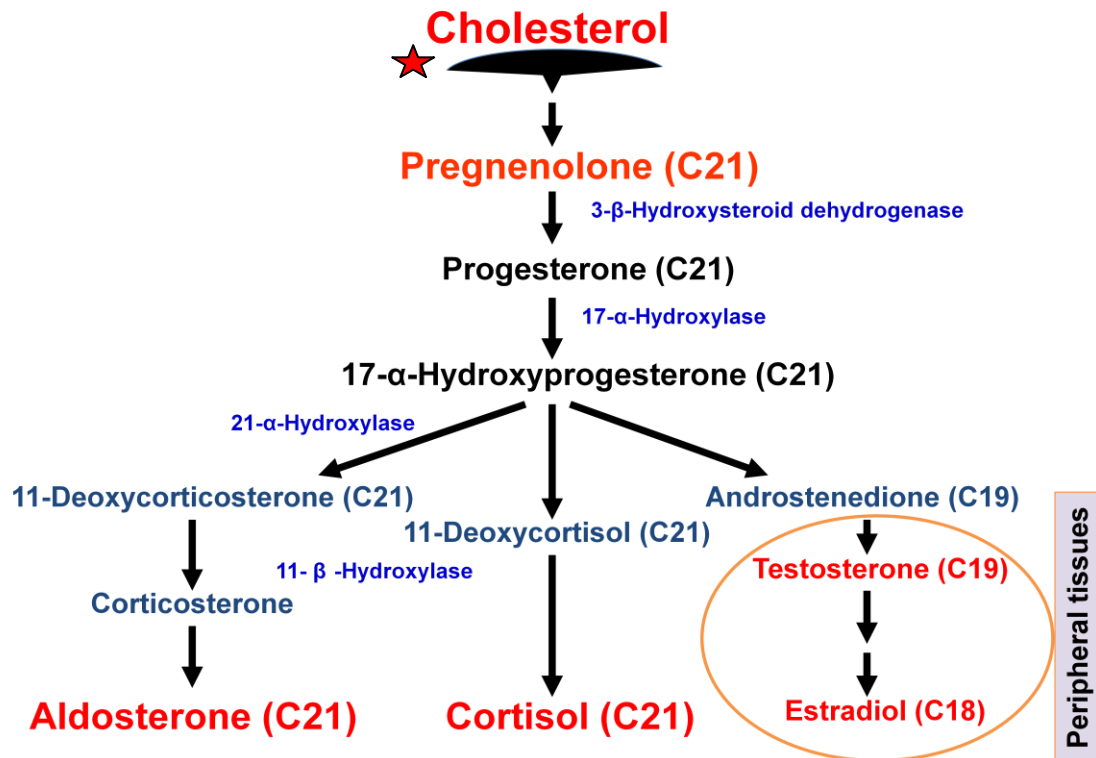 Cholesterol
Pregnenolone (C21)
3-β-Hydroxysteroid dehydrogenase
Progesterone (C21)
17-α-Hydroxylase
17-α-Hydroxyprogesterone (C21)
21-α-Hydroxylase
11-Deoxycorticosterone (C21)
Androstenedione (C19)
11-Deoxycortisol (C21)
Testosterone (C19)
11- β -Hydroxylase
Corticosterone
Aldosterone (C21)
Cortisol (C21)
Estradiol (C18)
Peripheral tissues